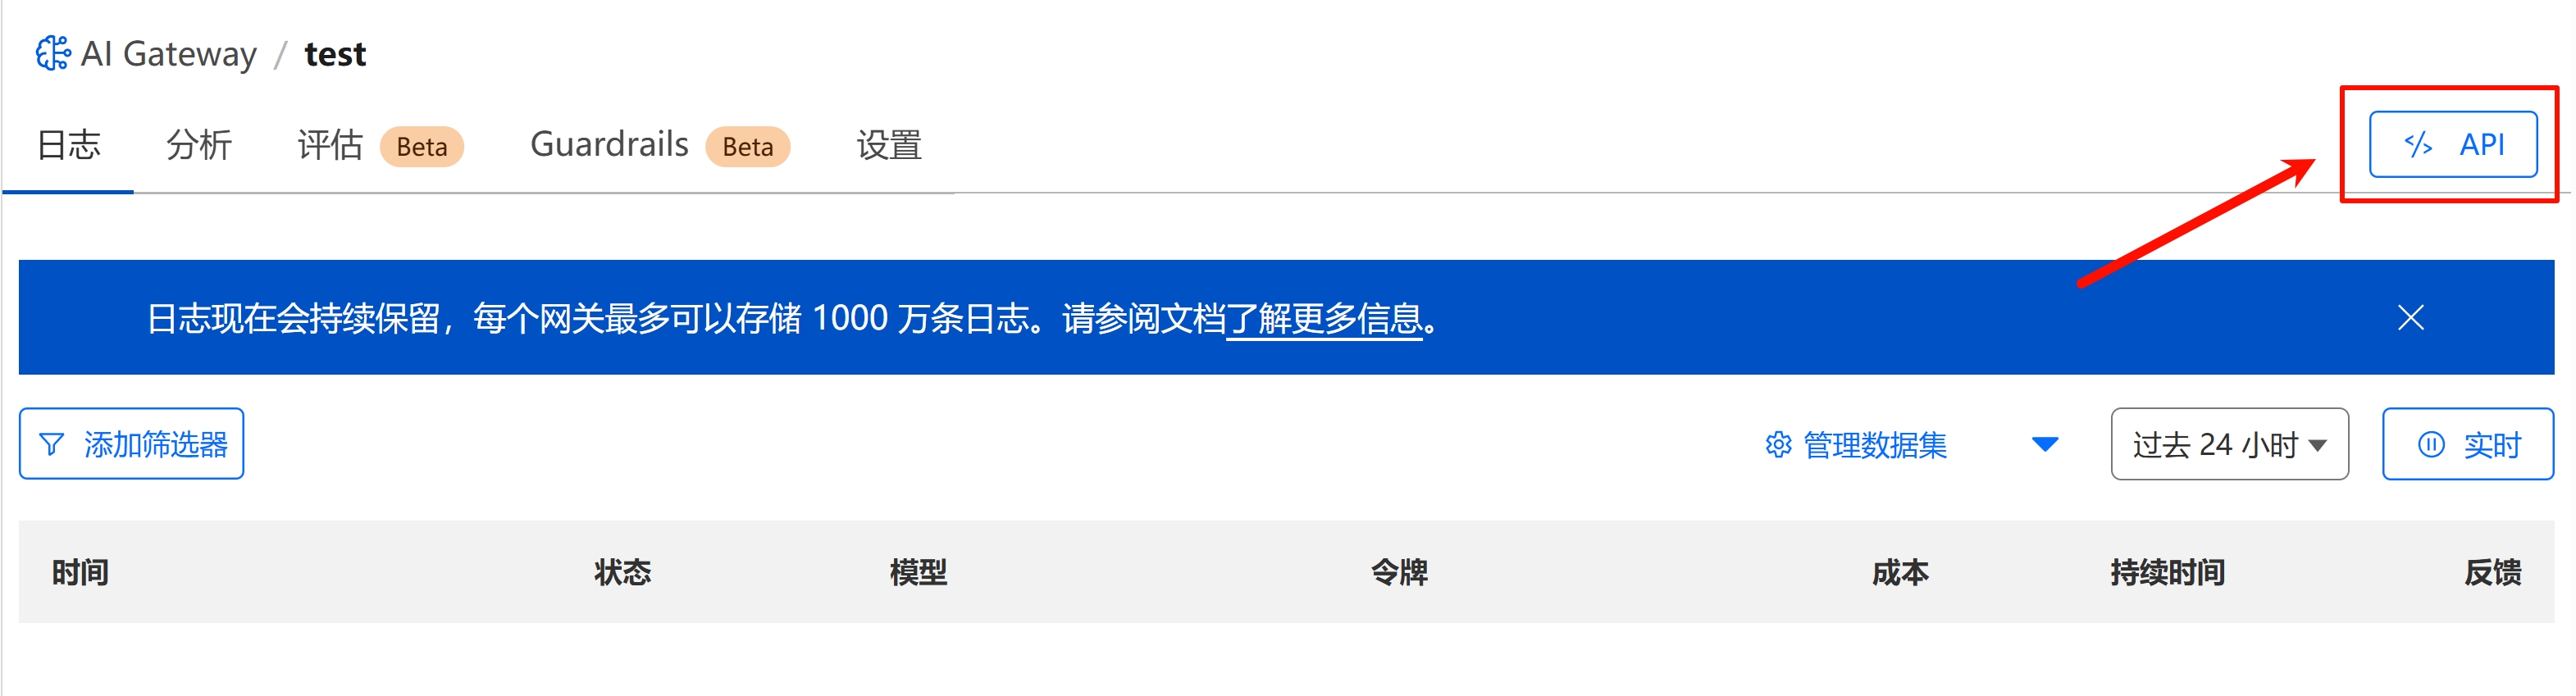 AI Gateway / test
日志 分析 评估 Beta Guardrails Beta 设置 </> API
日志现在会持续保留，每个网关最多可以存储 1000 万条日志。请参阅文档了解更多信息。
添加筛选器 管理数据集 过去 24 小时 实时
时间 状态 模型 令牌 成本 持续时间 反馈